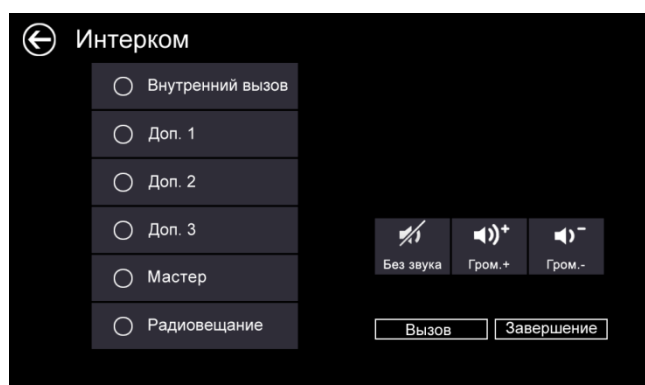 Интерком
Внутренний вызов
Доп. 1
Доп. 2
Доп. 3
Мастер
Радиовещание
Без звука Гром.+ Гром.-
Вызов Завершение